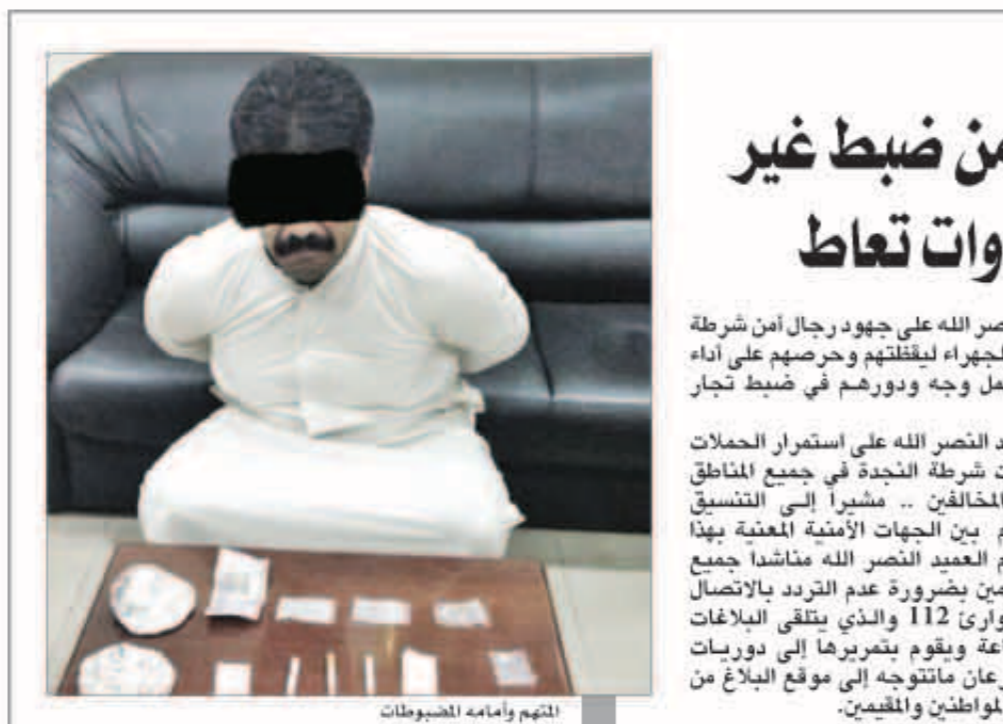 من ضبط غير
وات تعاط
صر الله على جهود رجال أمن شرطة
لجهراء ليقظتهم وحرصهم على أداء
مل وجه ودورهم في ضبط تجار
د النصر الله على استمرار الحملات
ت شرطة النجدة في جميع المناطق
المخالفين .. مشيراً إلى التنسيق
م بين الجهات الأمنية المعنية بهذا
م العميد النصر الله مناشداً جميع
مين بضرورة عدم التردد بالاتصال
وارئ 112 والذي يتلقى البلاغات
اعة ويقوم بتمريرها إلى دوريات
رعان ماتتوجه إلى موقع البلاغ من
لمواطنين والمقيمين.
المتهم وأمامه المضبوطات